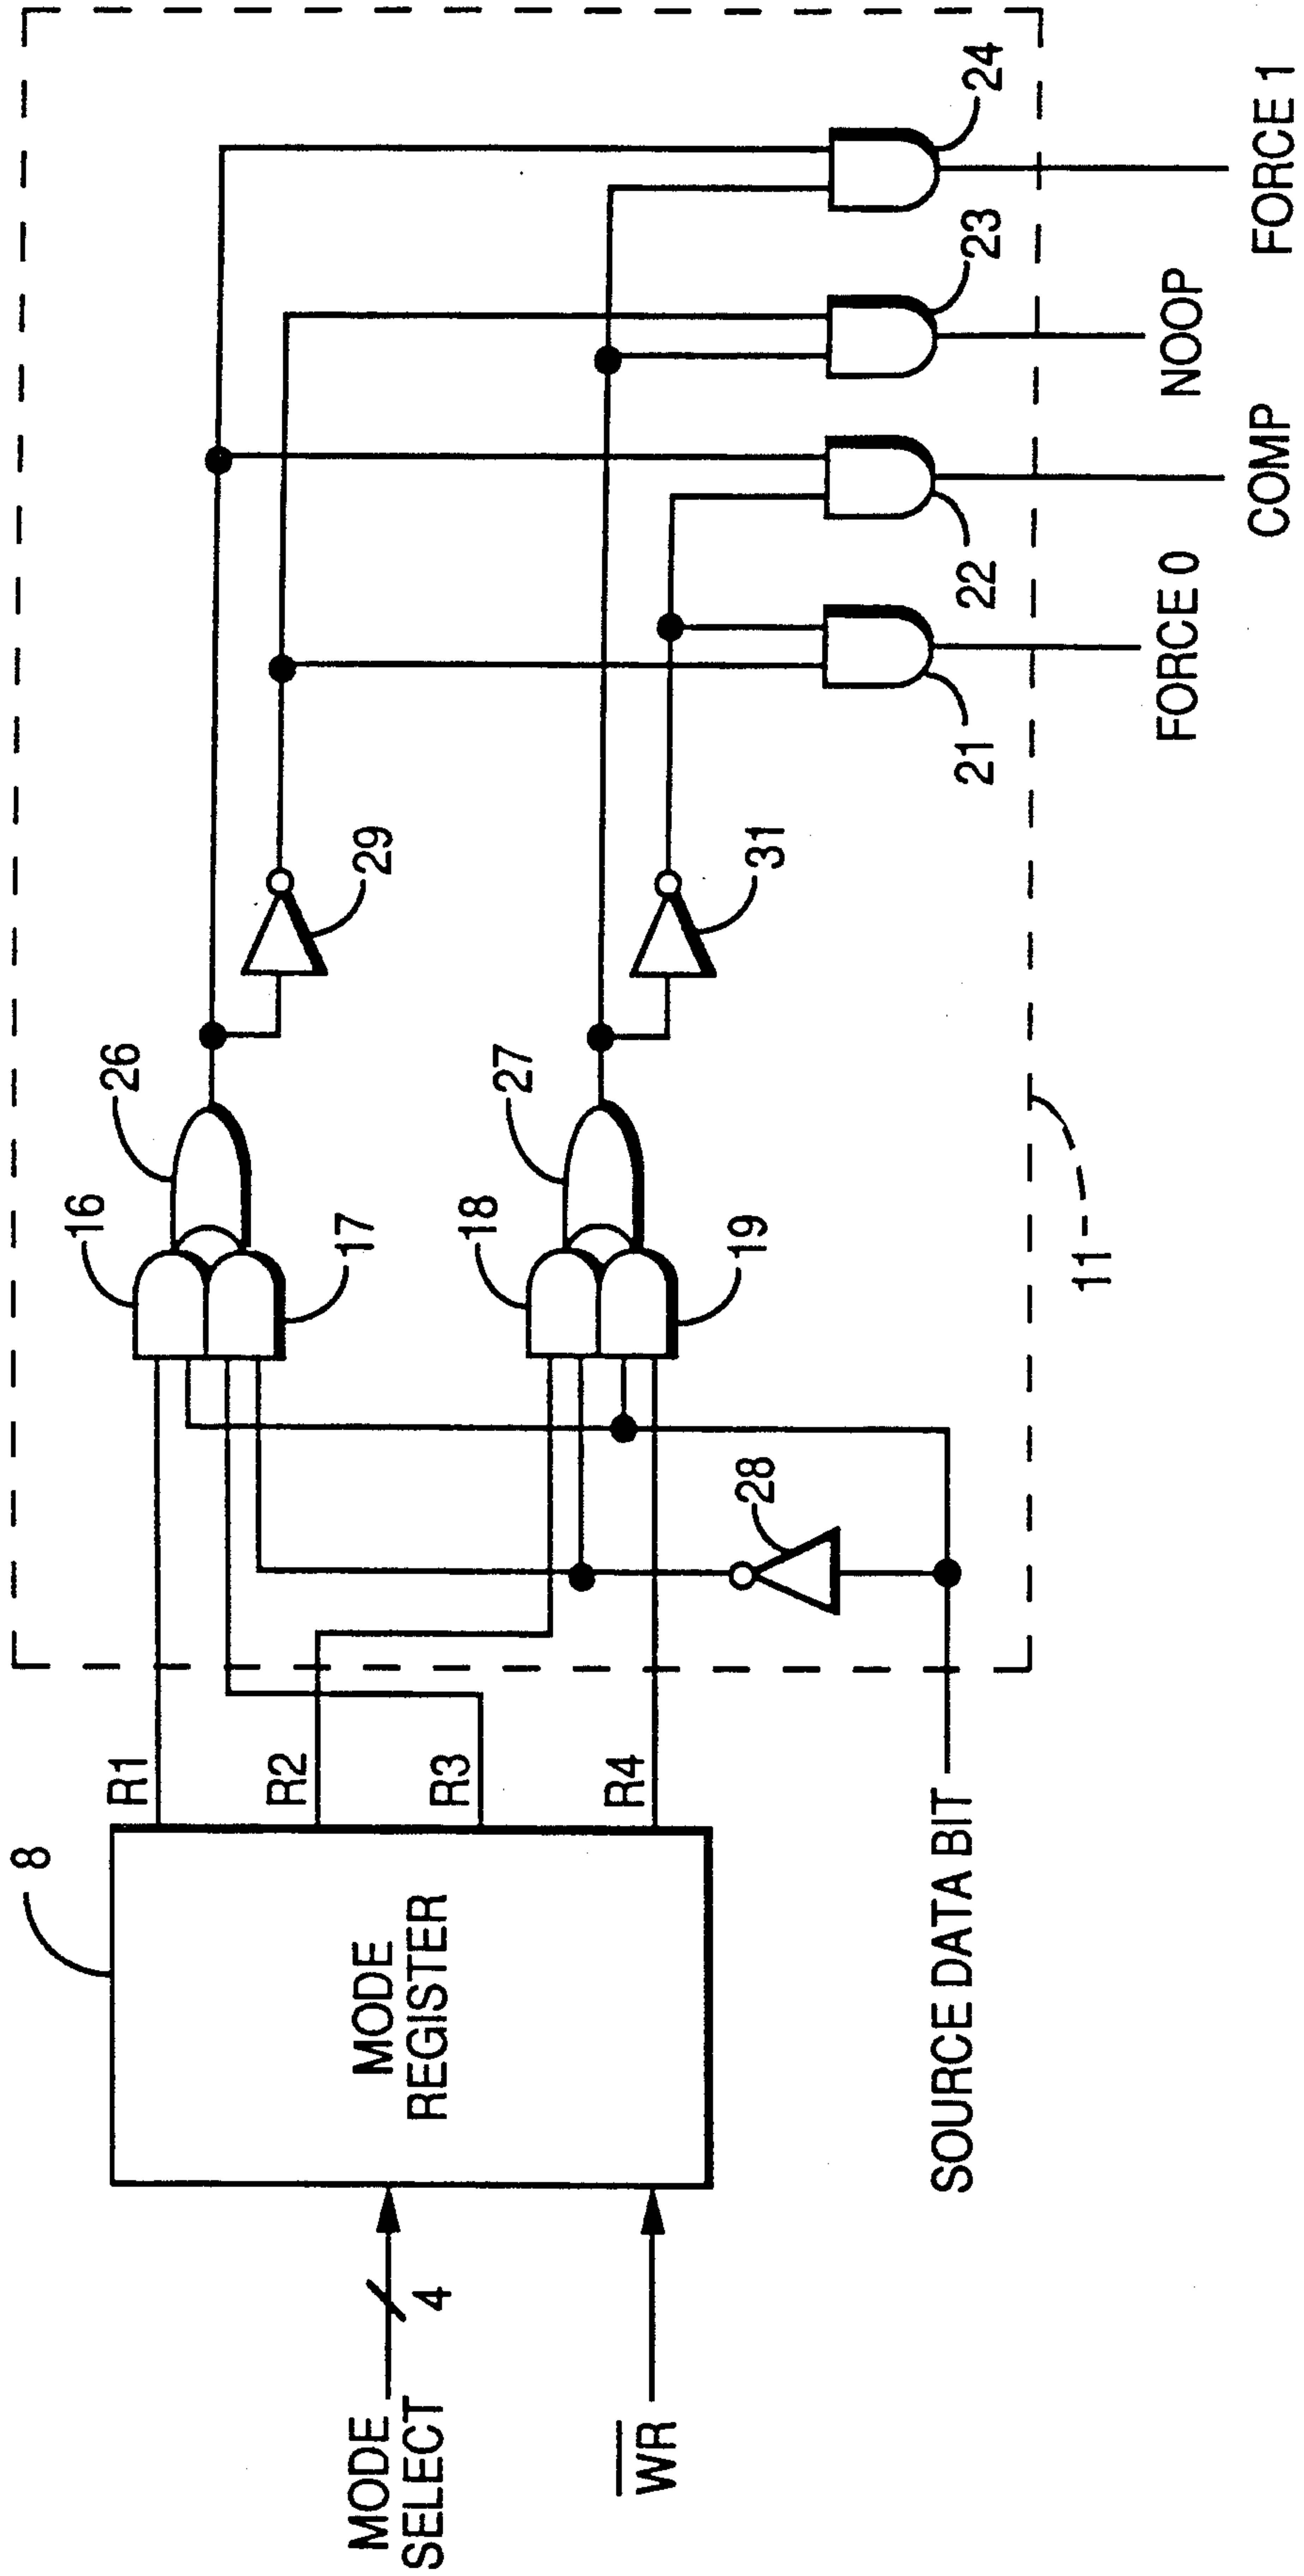 8
MODE
REGISTER
MODE
SELECT
4
WR
R1
R2
R3
R4
SOURCE DATA BIT
16
17
26
18
19
27
28
29
31
11
21
22
23
24
FORCE 0
COMP
NOOP
FORCE 1